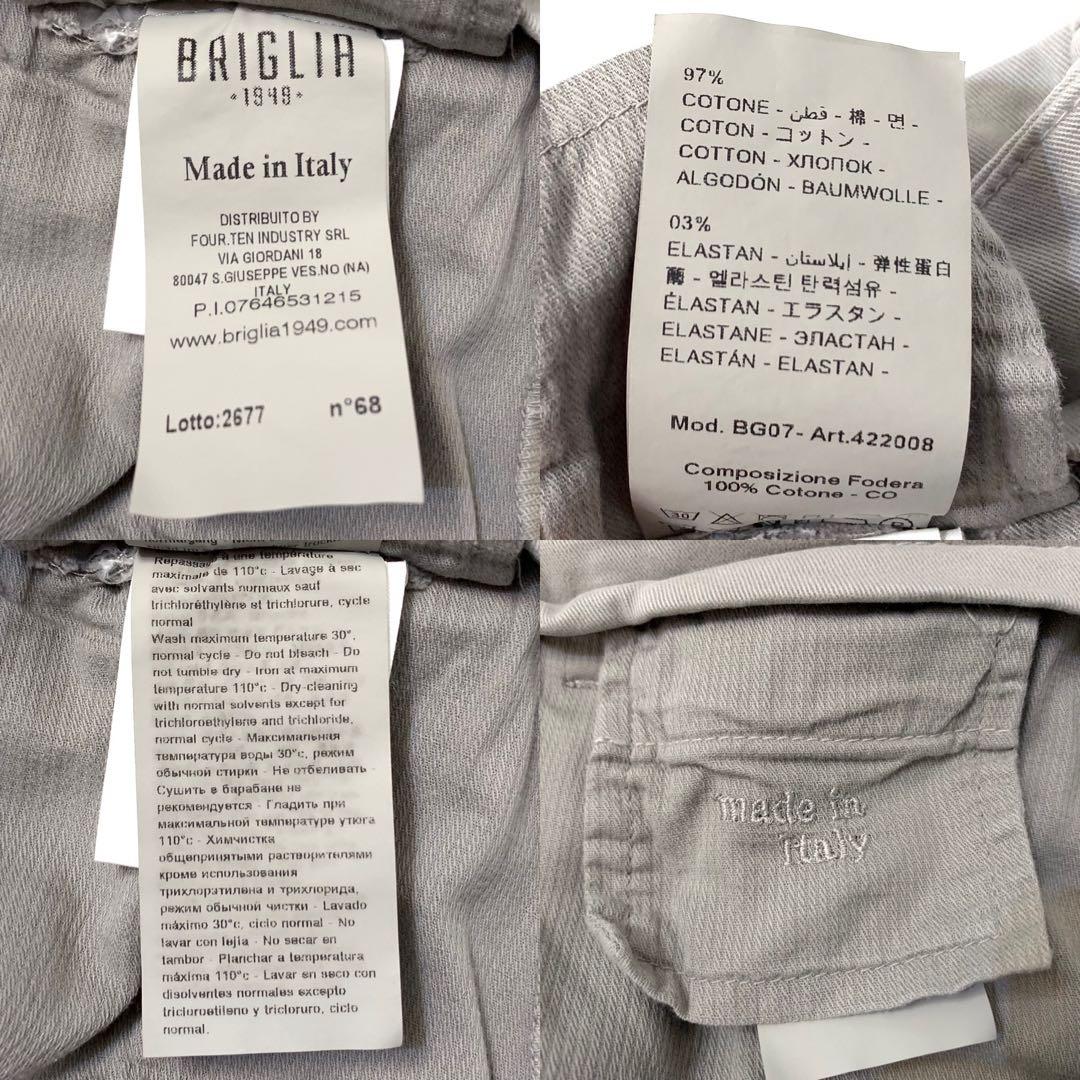 BRIGLIA
•1949•
Made in Italy
DISTRIBUITO BY
FOUR.TEN INDUSTRY SRL
VIA GIORDANI 18
80047 S.GIUSEPPE VES.NO (NA)
ITALY
P.I.07646531215
www.briglia1949.com
Lotto:2677 n°68
97%
COTONE - قطن - 棉 - 면 -
COTON - コットン -
COTTON - ХЛОПОК -
ALGODÓN - BAUMWOLLE -
03%
ELASTAN - إيلاستان - 弹性蛋白
- 엘라스틴 탄력섬유 -
ÉLASTAN - エラスタン -
ELASTANE - ЭЛАСТАН -
ELASTÁN - ELASTAN -
Mod. BG07- Art.422008
Composizione Fodera
100% Cotone - CO
30
Repassage à une température
maximale de 110°c - Lavage à sec
avec solvants normaux sauf
trichloréthylène et trichlorure, cycle
normal
Wash maximum temperature 30°,
normal cycle - Do not bleach - Do
not tumble dry - Iron at maximum
temperature 110°c - Dry-cleaning
with normal solvents except for
trichloroethylene and trichloride,
normal cycle - Максимальная
температура воды 30°c, режим
обычной стирки - Не отбеливать -
Сушить в барабане не
рекомендуется - Гладить при
максимальной температуре утюга
110°c - Химчистка
общепринятыми растворителями
кроме использования
трихлоратилена и трихлорида,
режим обычной чистки - Lavado
máximo 30°c, ciclo normal - No
lavar con lejía - No secar en
tambor - Planchar a temperatura
máxima 110°c - Lavar en seco con
disolventes normales excepto
tricloroetileno y tricloruro, ciclo
normal.
made in
italy